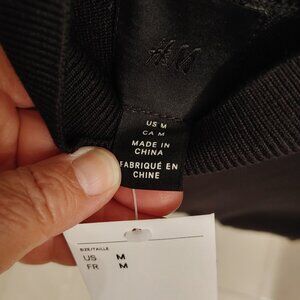 H&M
US M
CA M
MADE IN
CHINA
FABRIQUÉ EN
CHINE
SIZE/TAILLE
US M
FR M